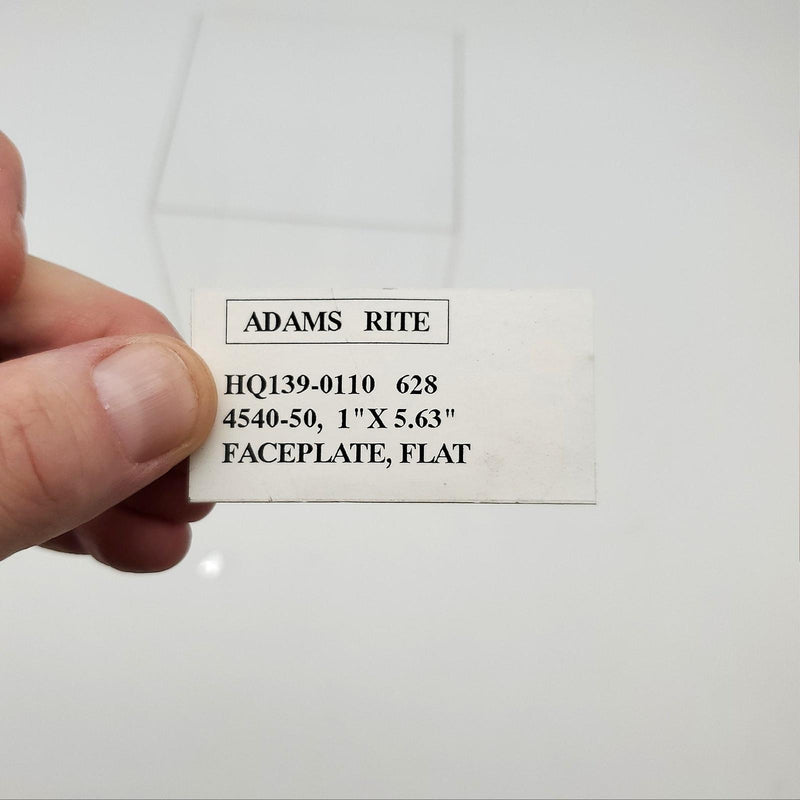 ADAMS RITE
HQ139-0110 628
4540-50, 1"X 5.63"
FACEPLATE, FLAT